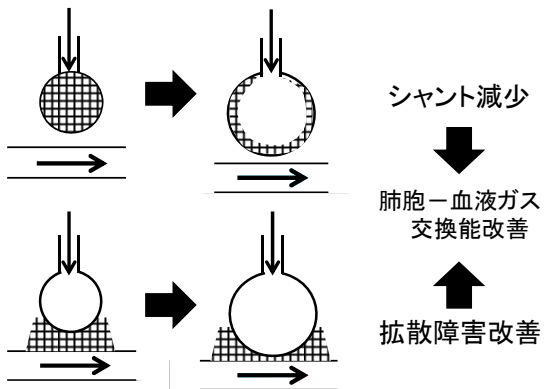 シャント減少
肺胞－血液ガス
交換能改善
拡散障害改善